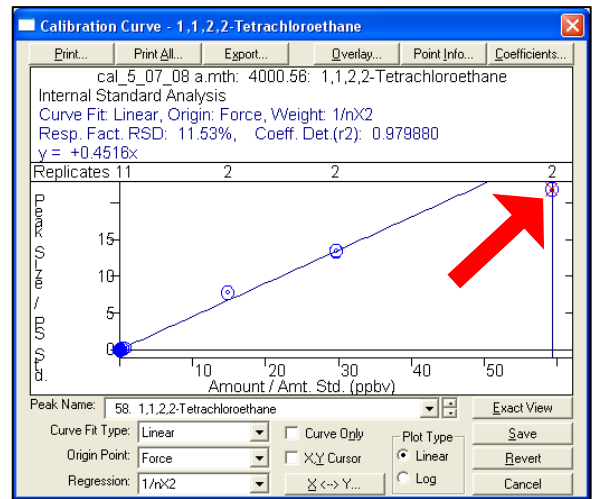 Calibration Curve - 1,1,2,2-Tetrachloroethane
Print... Print All... Export... Overlay... Point Info... Coefficients...
cal_5_07_08 a.mth: 4000.56: 1,1,2,2-Tetrachloroethane
Internal Standard Analysis
Curve Fit: Linear, Origin: Force, Weight: 1/nX2
Resp. Fact. RSD: 11.53%, Coeff. Det.(r2): 0.979880
y = +0.4516x
Replicates 11 2 2 2
Peak Size / PS Std.
15
10
5
0
10 20 30 40 50
Amount / Amt. Std. (ppbv)
Peak Name: 58. 1,1,2,2-Tetrachloroethane Exact View
Curve Fit Type: Linear Curve Only Plot Type Save
Origin Point: Force X,Y Cursor Linear Revert
Regression: 1/nX2 X <--> Y... Log Cancel